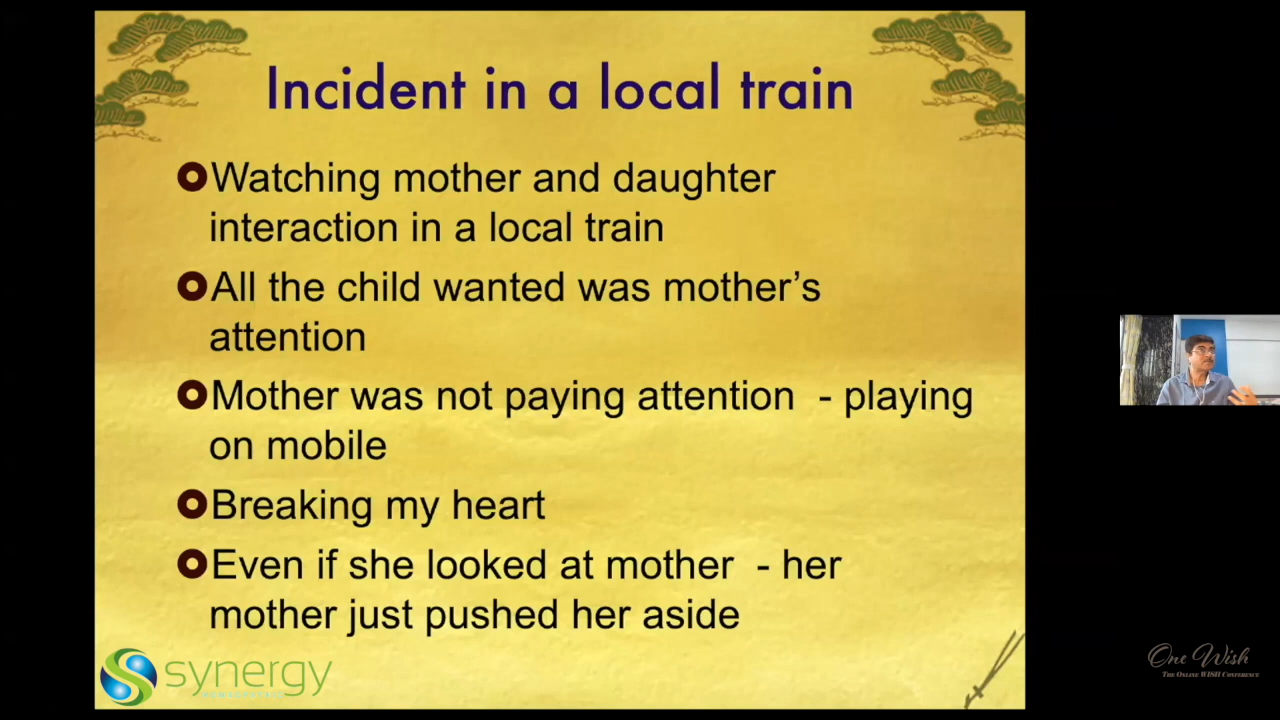 Incident in a local train
Watching mother and daughter
interaction in a local train
All the child wanted was mother’s
attention
Mother was not paying attention - playing
on mobile
Breaking my heart
Even if she looked at mother - her
mother just pushed her aside
synergy
One Wish
The Online WISH Conference